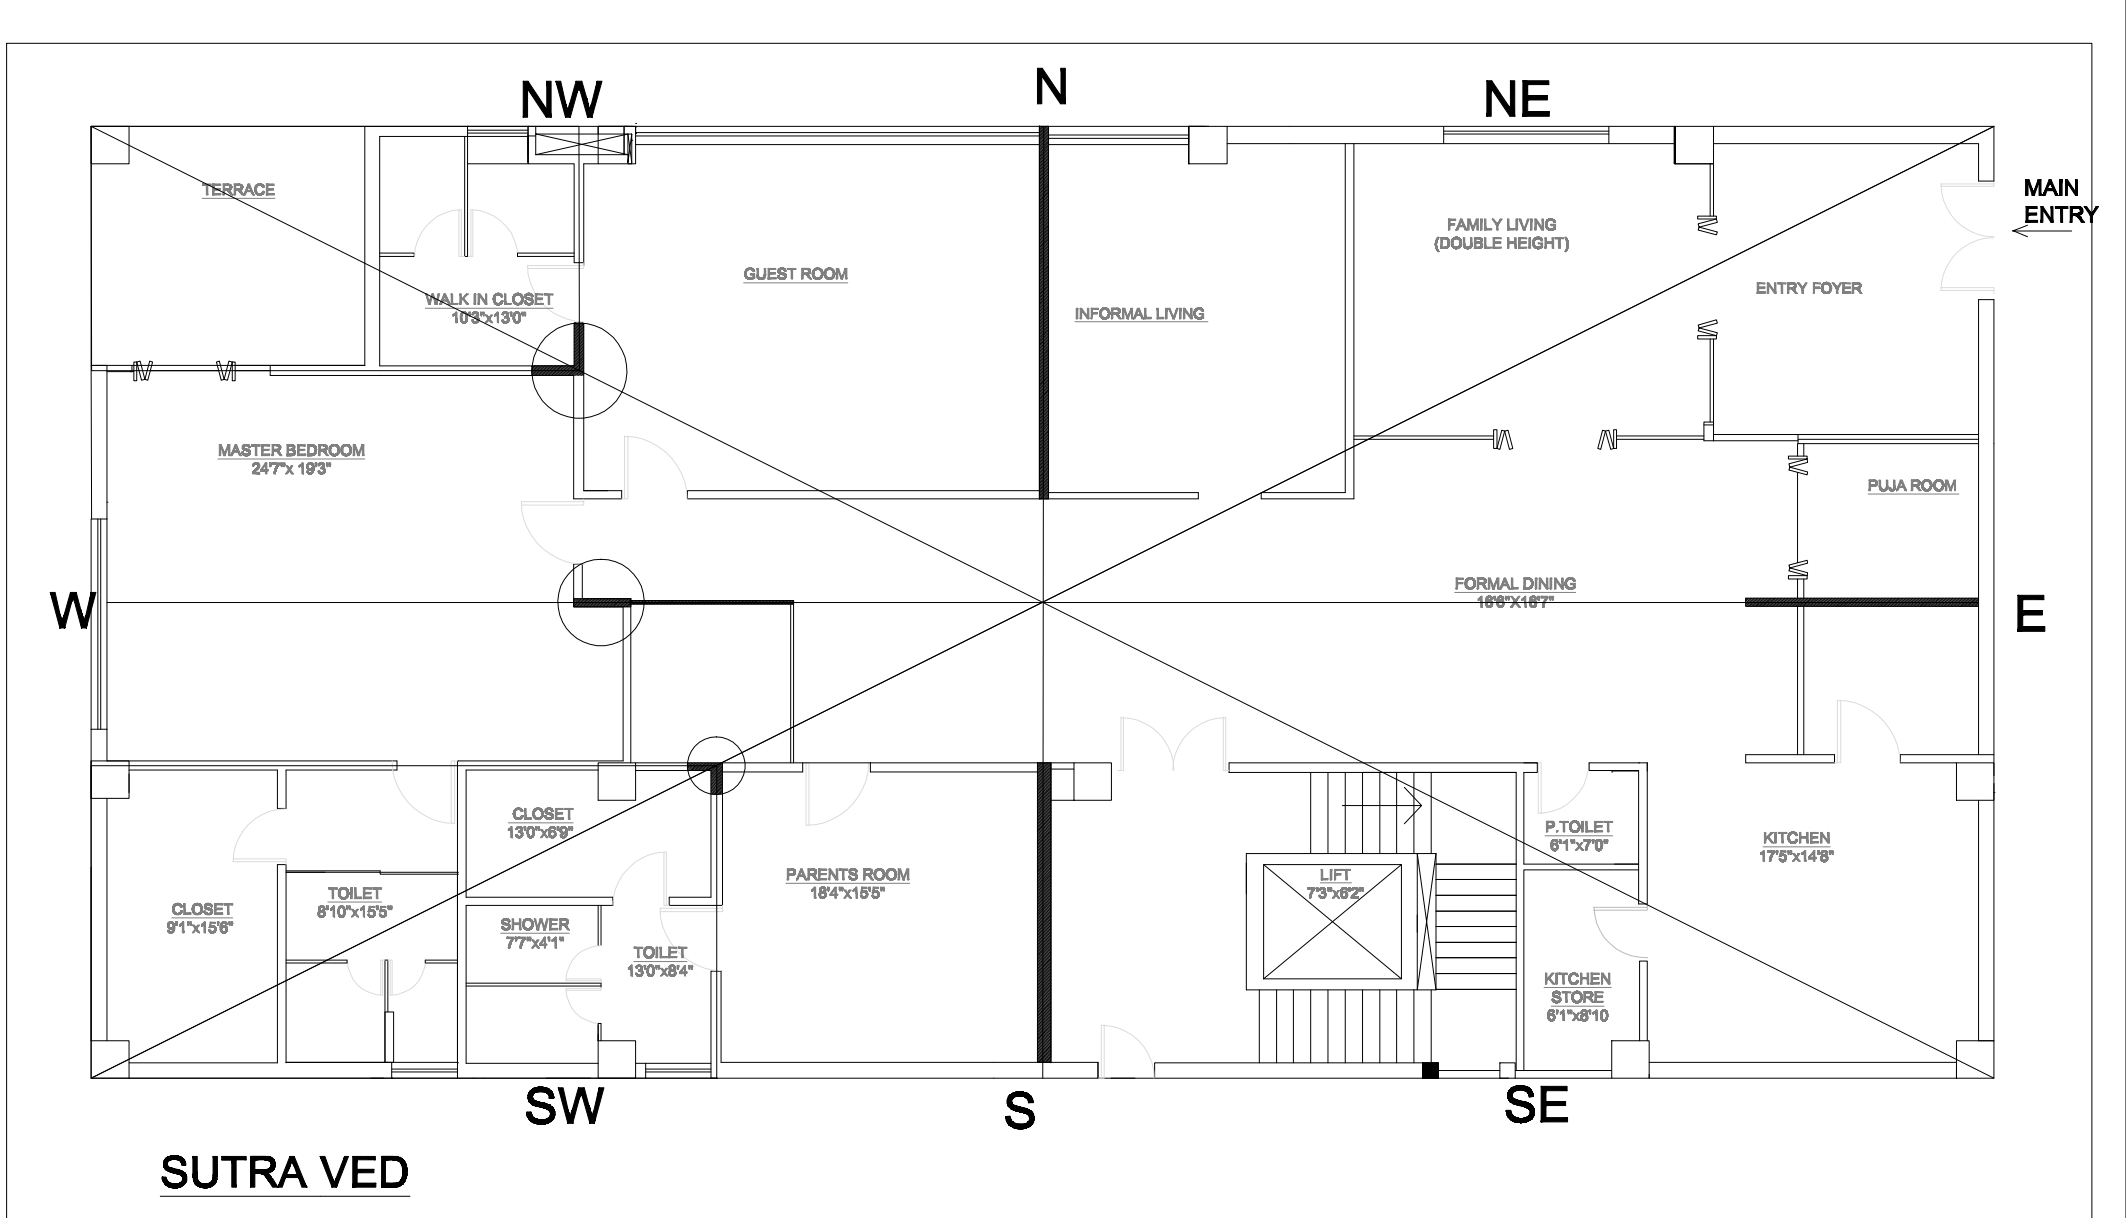 NW
N
NE
TERRACE
MAIN
ENTRY
FAMILY LIVING
(DOUBLE HEIGHT)
GUEST ROOM
ENTRY FOYER
WALK IN CLOSET
10'3"x13'0"
INFORMAL LIVING
MASTER BEDROOM
24'7"x 19'3"
PUJA ROOM
FORMAL DINING
W
E
CLOSET
13'0"x6'9"
P.TOILET
6'1"x7'0"
KITCHEN
17'5"x14'8"
PARENTS ROOM
18'4"x15'5"
LIFT
7'3"x6'2"
TOILET
8'10"x15'5"
CLOSET
9'1"x15'6"
SHOWER
7'7"x4'1"
TOILET
13'0"x8'4"
KITCHEN
STORE
6'1"x8'10
SW
S
SE
SUTRA VED